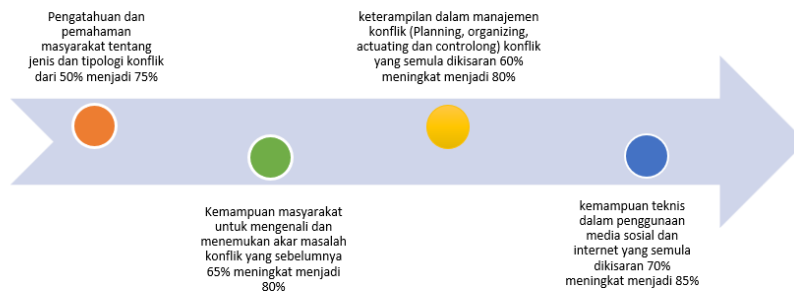 Pengatahuan dan
pemahaman
masyarakat tentang
jenis dan tipologi konflik
dari 50% menjadi 75%
Kemampuan masyarakat
untuk mengenali dan
menemukan akar masalah
konflik yang sebelumnya
65% meningkat menjadi
80%
keterampilan dalam manajemen
konflik (Planning, organizing,
actuating dan controlong) konflik
yang semula dikisaran 60%
meningkat menjadi 80%
kemampuan teknis
dalam penggunaan
media sosial dan
internet yang semula
dikisaran 70%
meningkat menjadi 85%